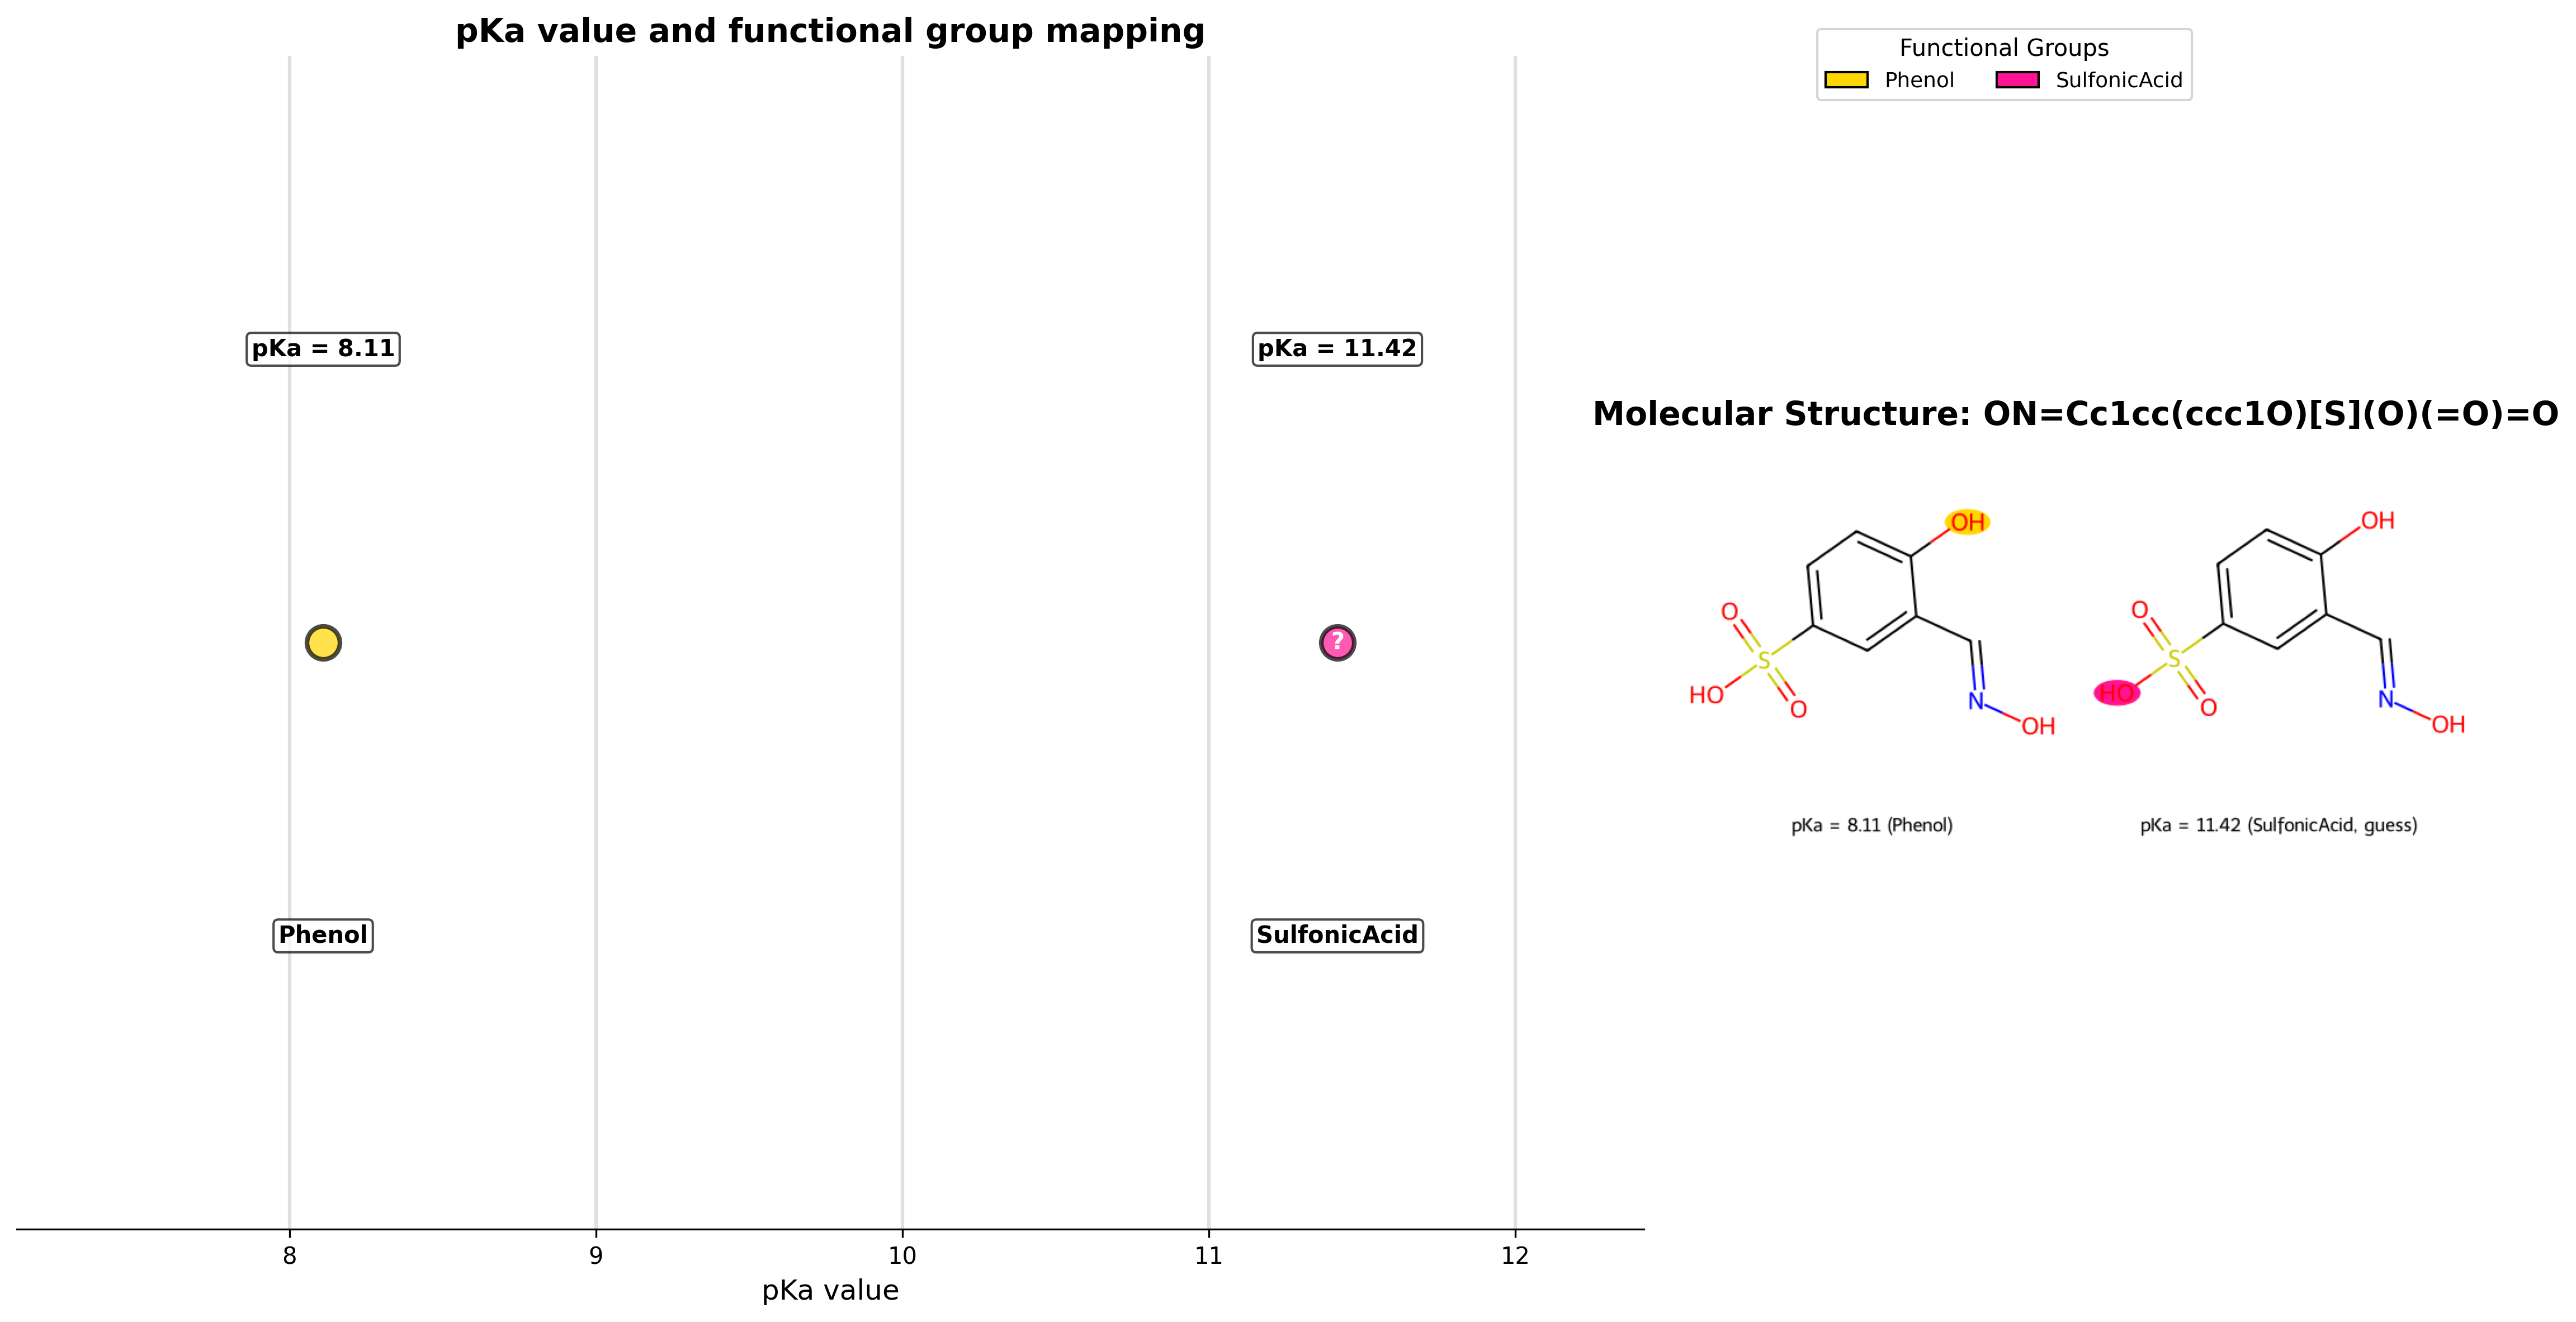 pKa value and functional group mapping
Functional Groups
Phenol
SulfonicAcid
pKa = 8.11
pKa = 11.42
?
Phenol
SulfonicAcid
8
9
10
11
12
pKa value
Molecular Structure: ON=Cc1cc(ccc1O)[S](O)(=O)=O
OH
O
S
HO
O
N
OH
OH
O
S
HO
O
N
OH
pKa = 8.11 (Phenol)
pKa = 11.42 (SulfonicAcid, guess)